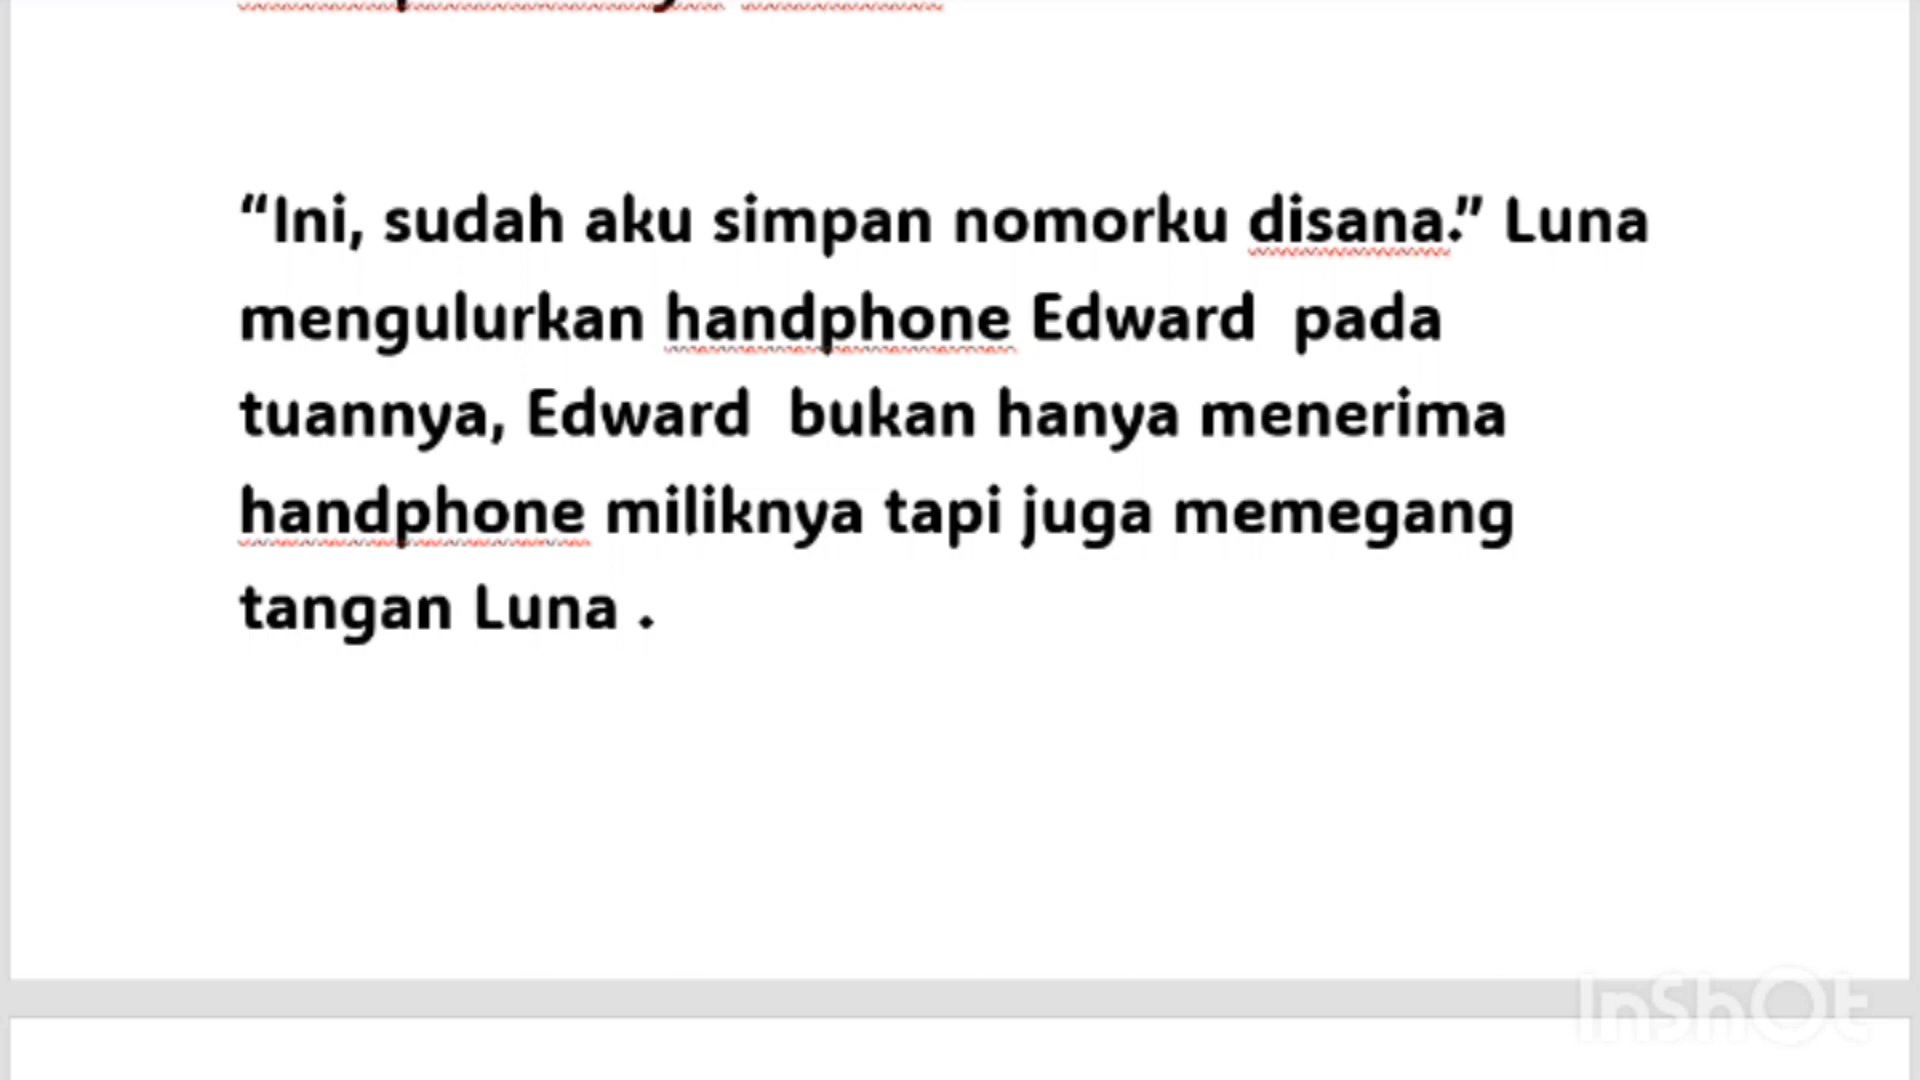 “Ini, sudah aku simpan nomorku disana.” Luna
mengulurkan handphone Edward  pada
tuannya, Edward  bukan hanya menerima
handphone miliknya tapi juga memegang
tangan Luna .
InShOt